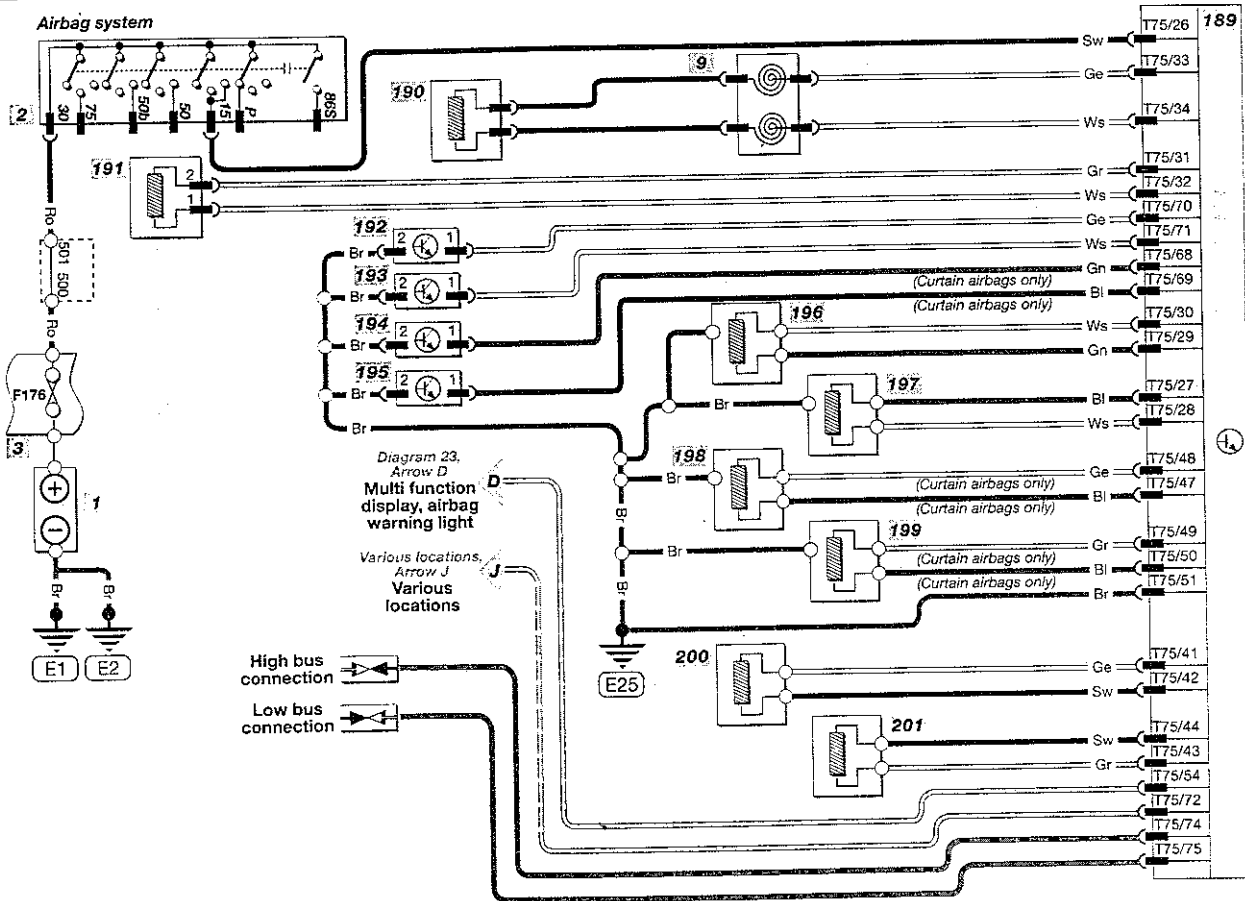 Airbag system
189
T75/26
Sw
T75/33
Ge
9
190
T75/34
Ws
2
30
75
50b
50
15
P
86S
191
2
1
T75/31
Gr
T75/32
Ws
T75/70
Ge
T75/71
Ws
T75/68
Gn
T75/69
(Curtain airbags only)
Bl
(Curtain airbags only)
192
Br
2
1
193
Br
2
1
194
Br
2
1
195
Br
2
1
Br
Ro
501
500
Ro
F176
3
1
Br
Br
E1
E2
196
T75/30
Ws
T75/29
Gn
197
Br
T75/27
Bl
T75/28
Ws
198
Br
T75/48
Ge
(Curtain airbags only)
T75/47
Bl
(Curtain airbags only)
Br
199
Br
T75/49
Gr
(Curtain airbags only)
T75/50
Bl
(Curtain airbags only)
T75/51
Br
Br
E25
Diagram 23,
Arrow D
Multi function
display, airbag
warning light
D
Various locations,
Arrow J
Various
locations
J
High bus
connection
Low bus
connection
200
T75/41
Ge
T75/42
Sw
201
T75/44
Sw
T75/43
Gr
T75/54
T75/72
T75/74
T75/75